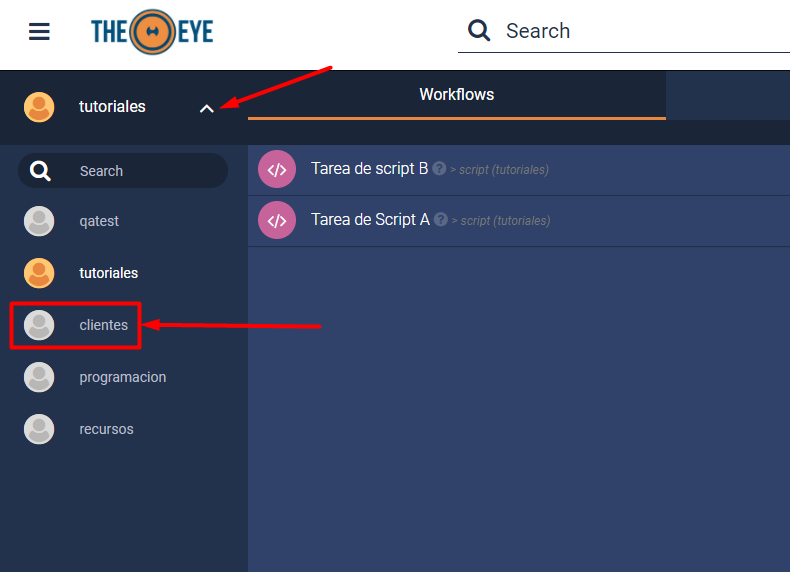 THE EYE
Search
tutoriales
Workflows
Search
qatest
tutoriales
clientes
programacion
recursos
Tarea de script B ? > script (tutoriales)
Tarea de Script A ? > script (tutoriales)